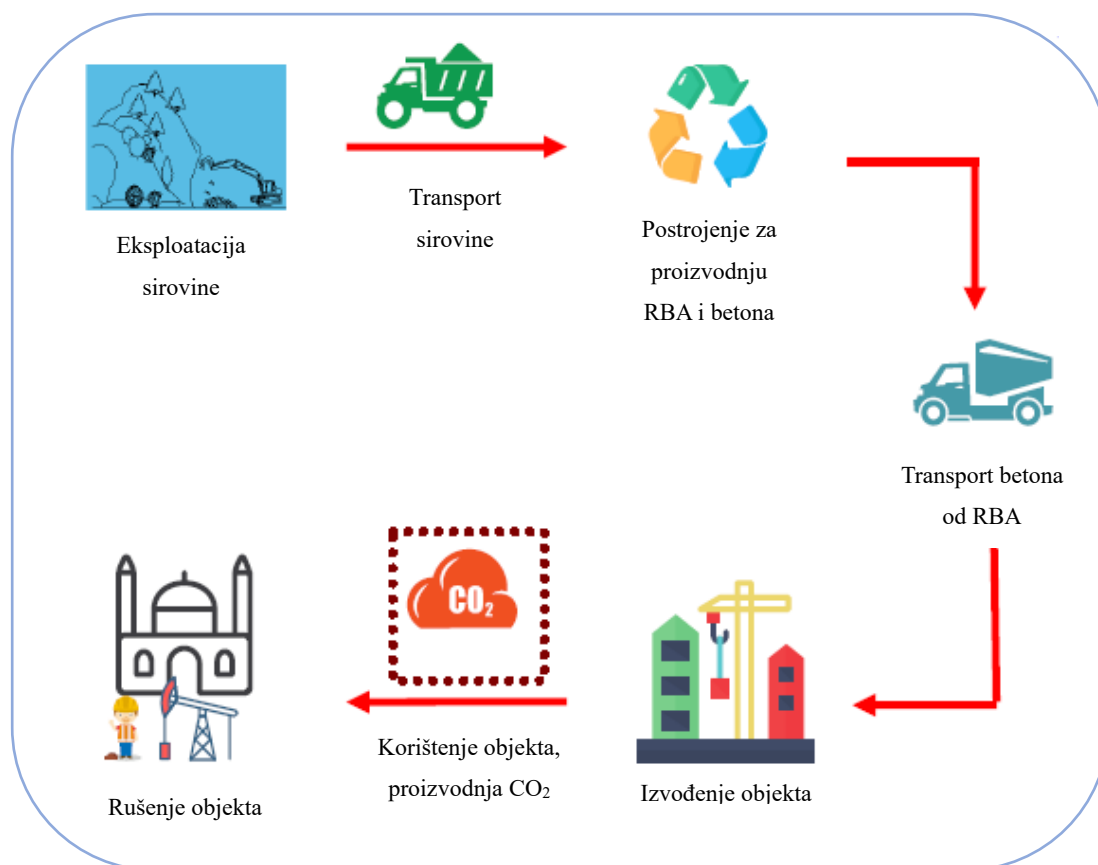 Eksploatacija
sirovine
Transport
sirovine
Postrojenje za
proizvodnju
RBA i betona
Transport betona
od RBA
Izvođenje objekta
CO₂
Korištenje objekta,
proizvodnja CO₂
Rušenje objekta